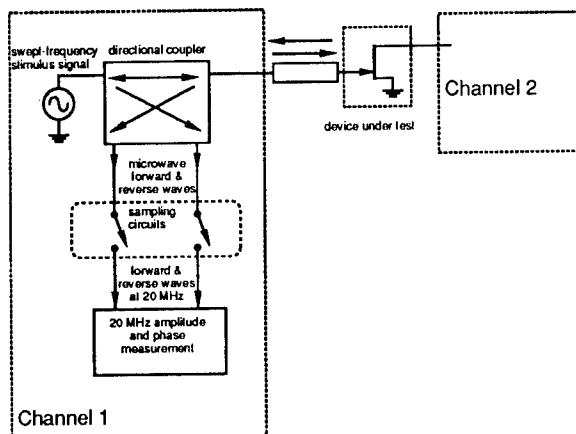 swept-frequency
stimulus signal
directional coupler
device under test
Channel 2
microwave
forward &
reverse waves
sampling
circuits
forward &
reverse waves
at 20 MHz
20 MHz amplitude
and phase
measurement
Channel 1